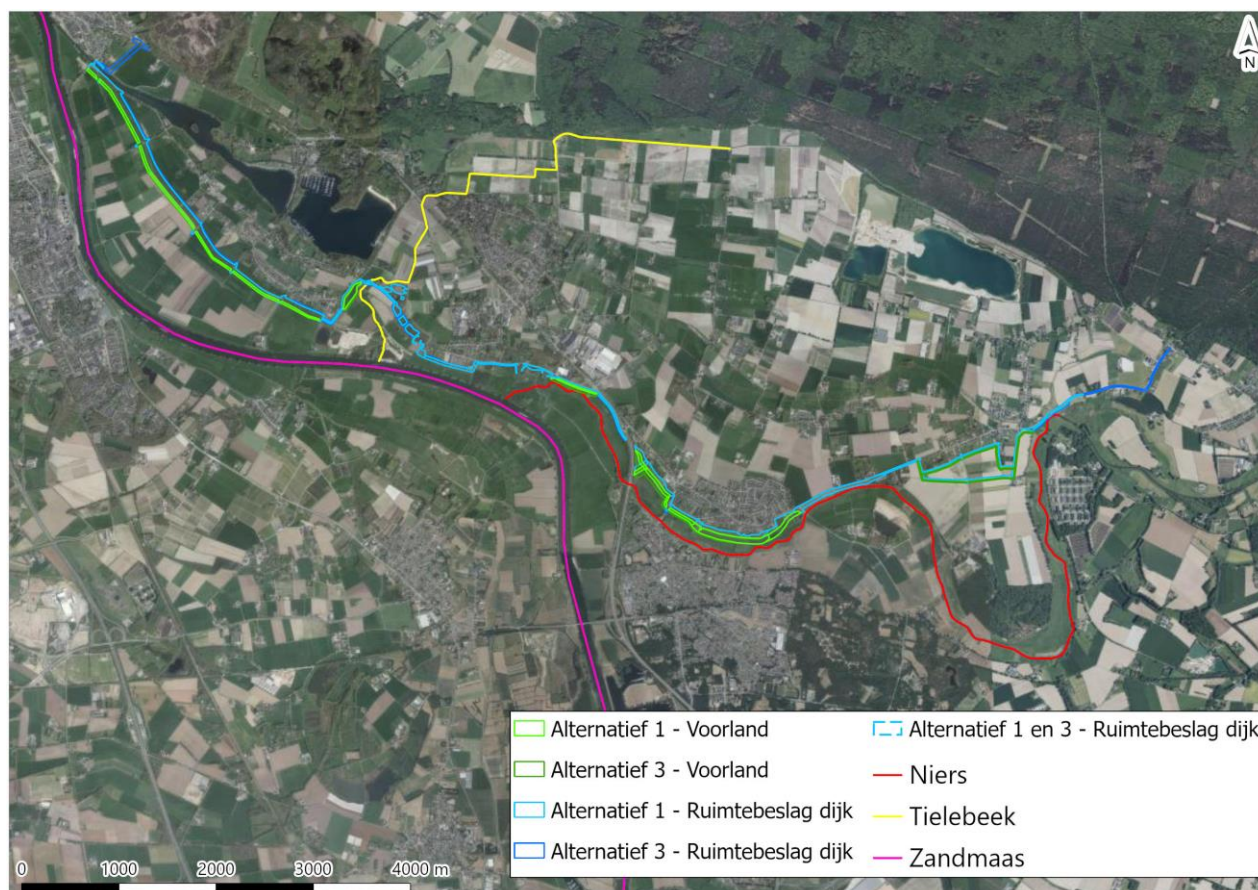 N
Alternatief 1 - Voorland
Alternatief 3 - Voorland
Alternatief 1 - Ruimtebeslag dijk
Alternatief 3 - Ruimtebeslag dijk
Alternatief 1 en 3 - Ruimtebeslag dijk
Niers
Tielebeek
Zandmaas
0 1000 2000 3000 4000 m